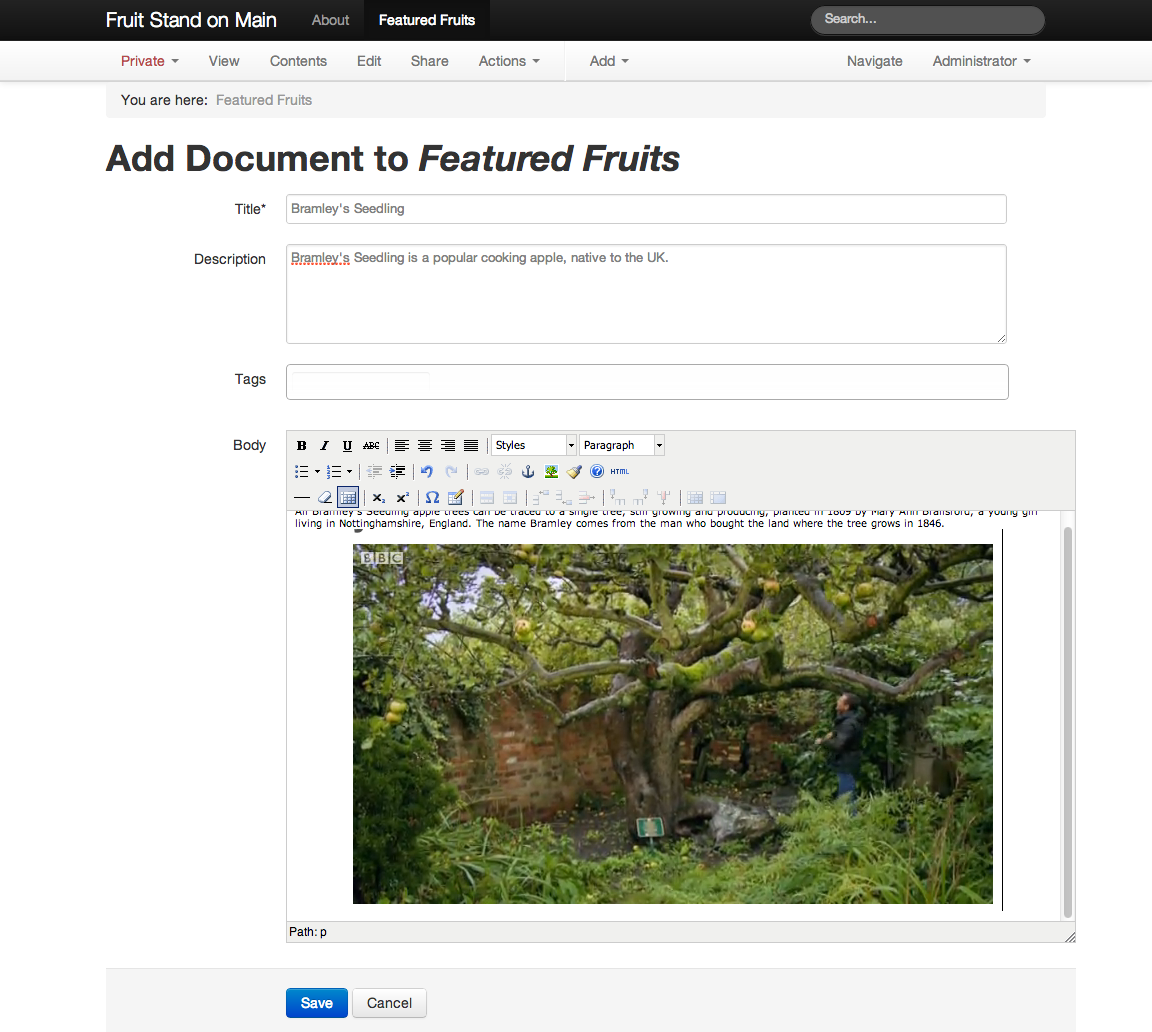 Fruit Stand on Main About Featured Fruits Search...
Private View Contents Edit Share Actions Add Navigate Administrator
You are here: Featured Fruits
Add Document to Featured Fruits
Title* Bramley's Seedling
Description Bramley's Seedling is a popular cooking apple, native to the UK.
Tags
Body B I U ABC Styles Paragraph
HTML
x₂ x² Ω
All Bramley's Seedling apple trees can be traced to a single tree, still growing and producing, planted in 1809 by Mary Ann Brailsford, a young girl
living in Nottinghamshire, England. The name Bramley comes from the man who bought the land where the tree grows in 1846.
BBC
Path: p
Save Cancel